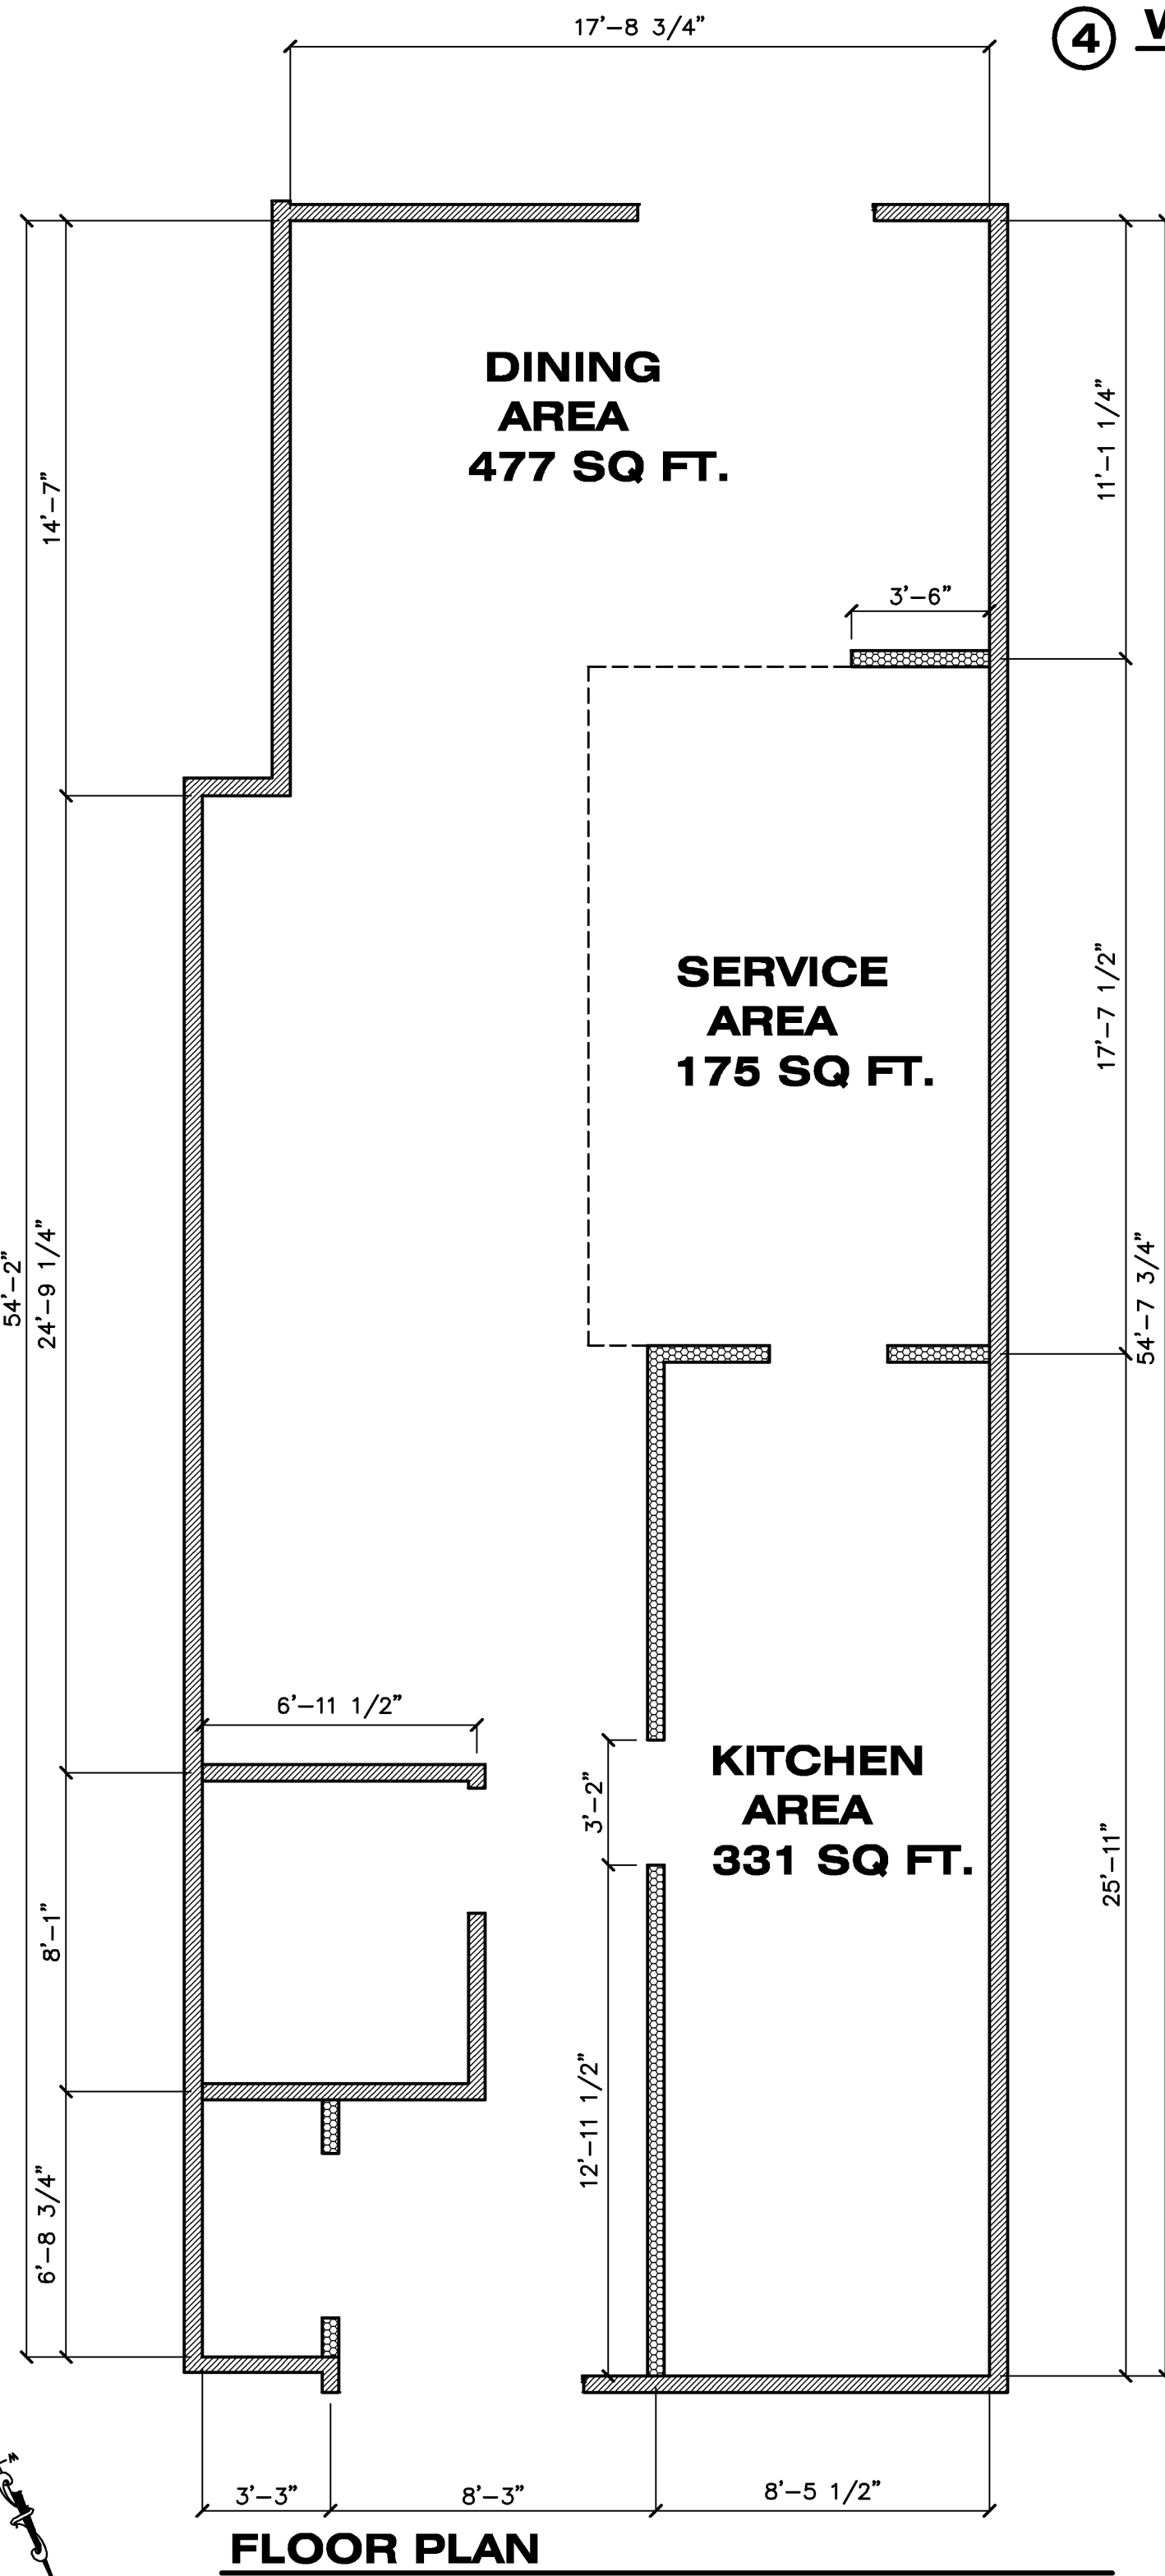 17'-8 3/4"
4
DINING
AREA
477 SQ FT.
11'-1 1/4"
14'-7"
3'-6"
SERVICE
AREA
175 SQ FT.
17'-7 1/2"
54'-2"
24'-9 1/4"
54'-7 3/4"
6'-11 1/2"
KITCHEN
AREA
331 SQ FT.
3'-2"
25'-11"
8'-1"
12'-11 1/2"
6'-8 3/4"
3'-3"
8'-3"
8'-5 1/2"
FLOOR PLAN